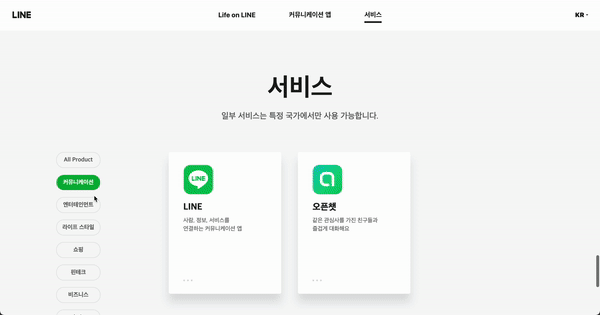 LINE
Life on LINE
커뮤니케이션 앱
서비스
KR
서비스
일부 서비스는 특정 국가에서만 사용 가능합니다.
All Product
커뮤니케이션
엔터테인먼트
라이프 스타일
쇼핑
핀테크
비즈니스
LINE
LINE
사람, 정보, 서비스를
연결하는 커뮤니케이션 앱
오픈챗
같은 관심사를 가진 친구들과
즐겁게 대화해요